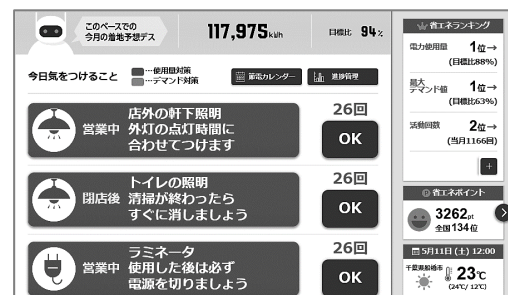 このペースでの
今月の着地予想デス
117,975kWh
目標比 94%
今日気をつけること
…使用量対策
…デマンド対策
節電カレンダー
進捗管理
営業中
店外の軒下照明
外灯の点灯時間に
合わせてつけます
26回
OK
閉店後
トイレの照明
清掃が終わったら
すぐに消しましょう
26回
OK
営業中
ラミネータ
使用した後は必ず
電源を切りましょう
26回
OK
省エネランキング
電力使用量 1位→
(目標比88%)
最大
デマンド値 1位→
(目標比63%)
活動回数 2位→
(当月1166回)
+
省エネポイント
3262pt
全国134位
5月11日(土) 12:00
千葉県船橋市
23℃
(24℃/ 12℃)